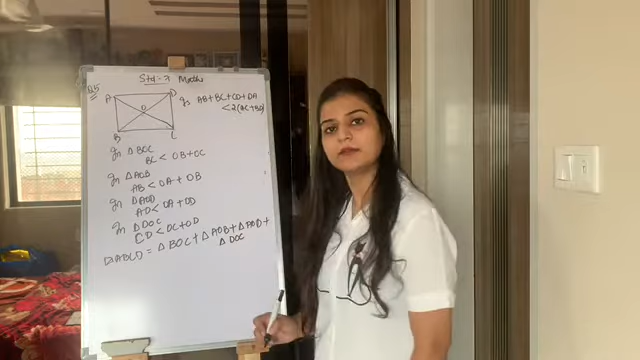 Std:- 7 Maths
Q.5
A D
O
B C
Is AB + BC + CD + DA
< 2(AC + BD)
In △ BOC
BC < OB + OC
In △ AOB
AB < OA + OB
In △ AOD
AD < OA + OD
In △ DOC
CD < OC + OD
▱ABCD = △ BOC + △ AOB + △ AOD +
△ DOC